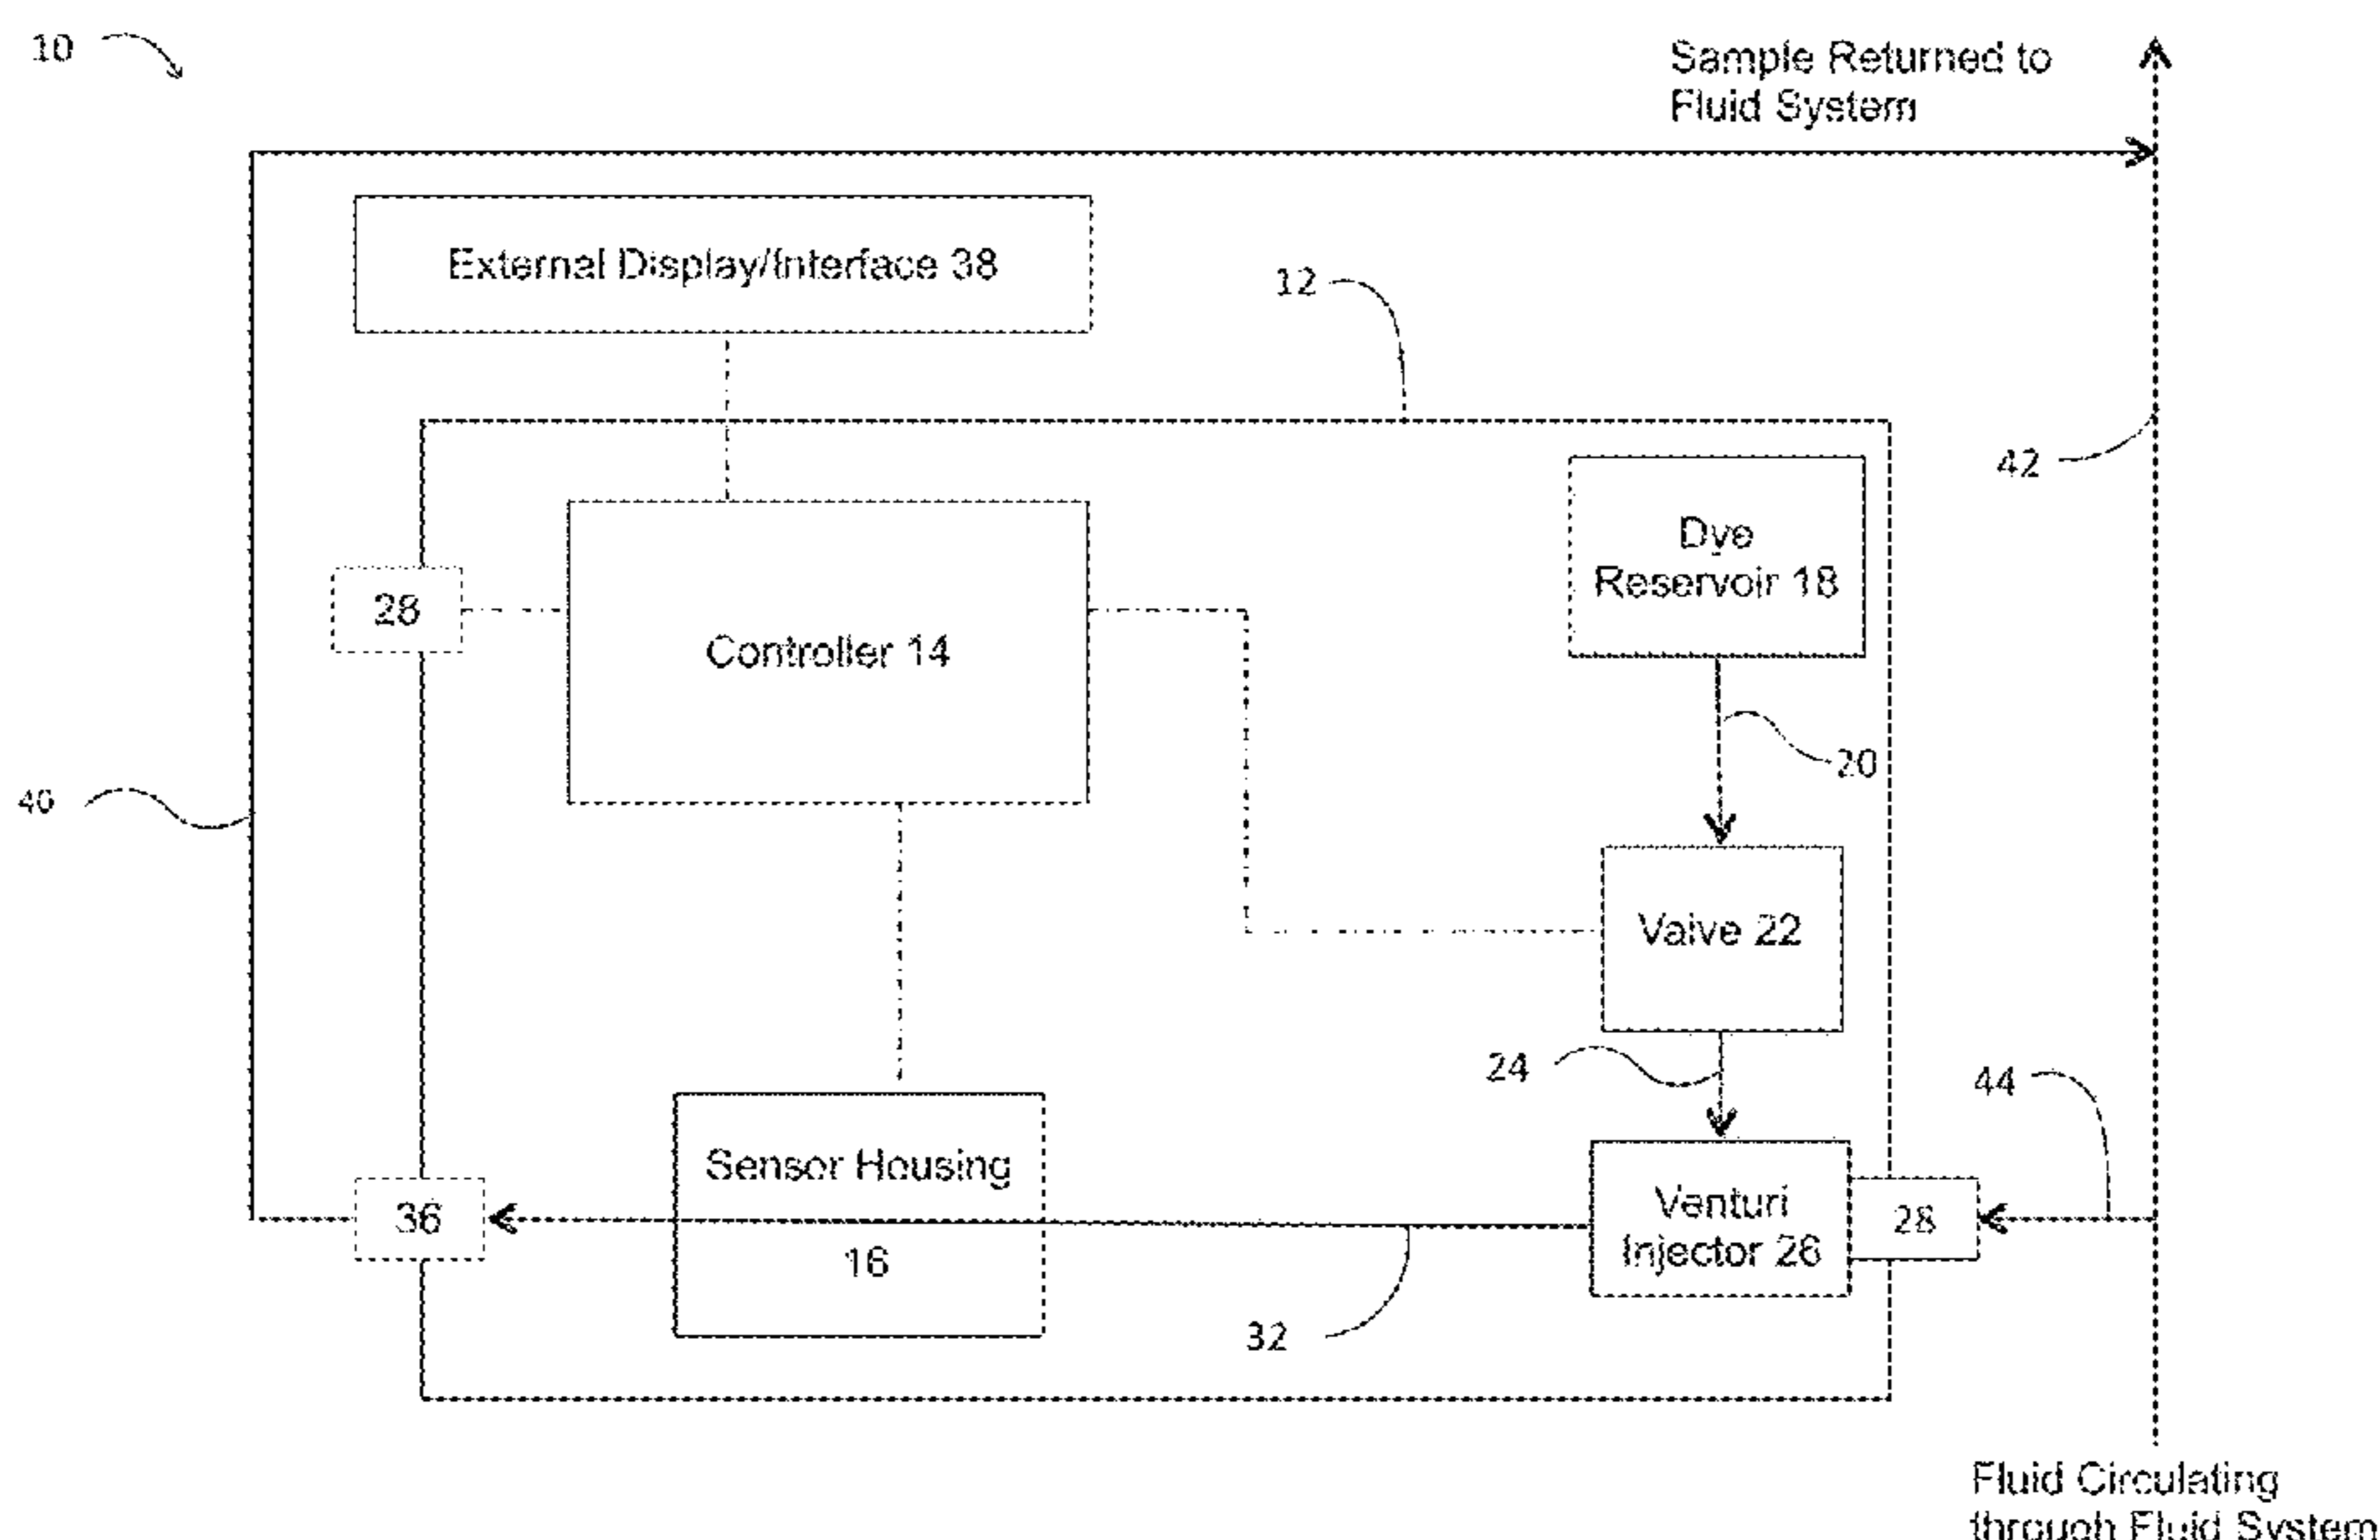 10
Sample Returned to
Fluid System
External Display/Interface 38
12
42
Dye
Reservoir 18
28
Controller 14
20
40
Valve 22
24
44
Sensor Housing
16
36
Venturi
Injector 26
28
32
Fluid Circulating
through Fluid System